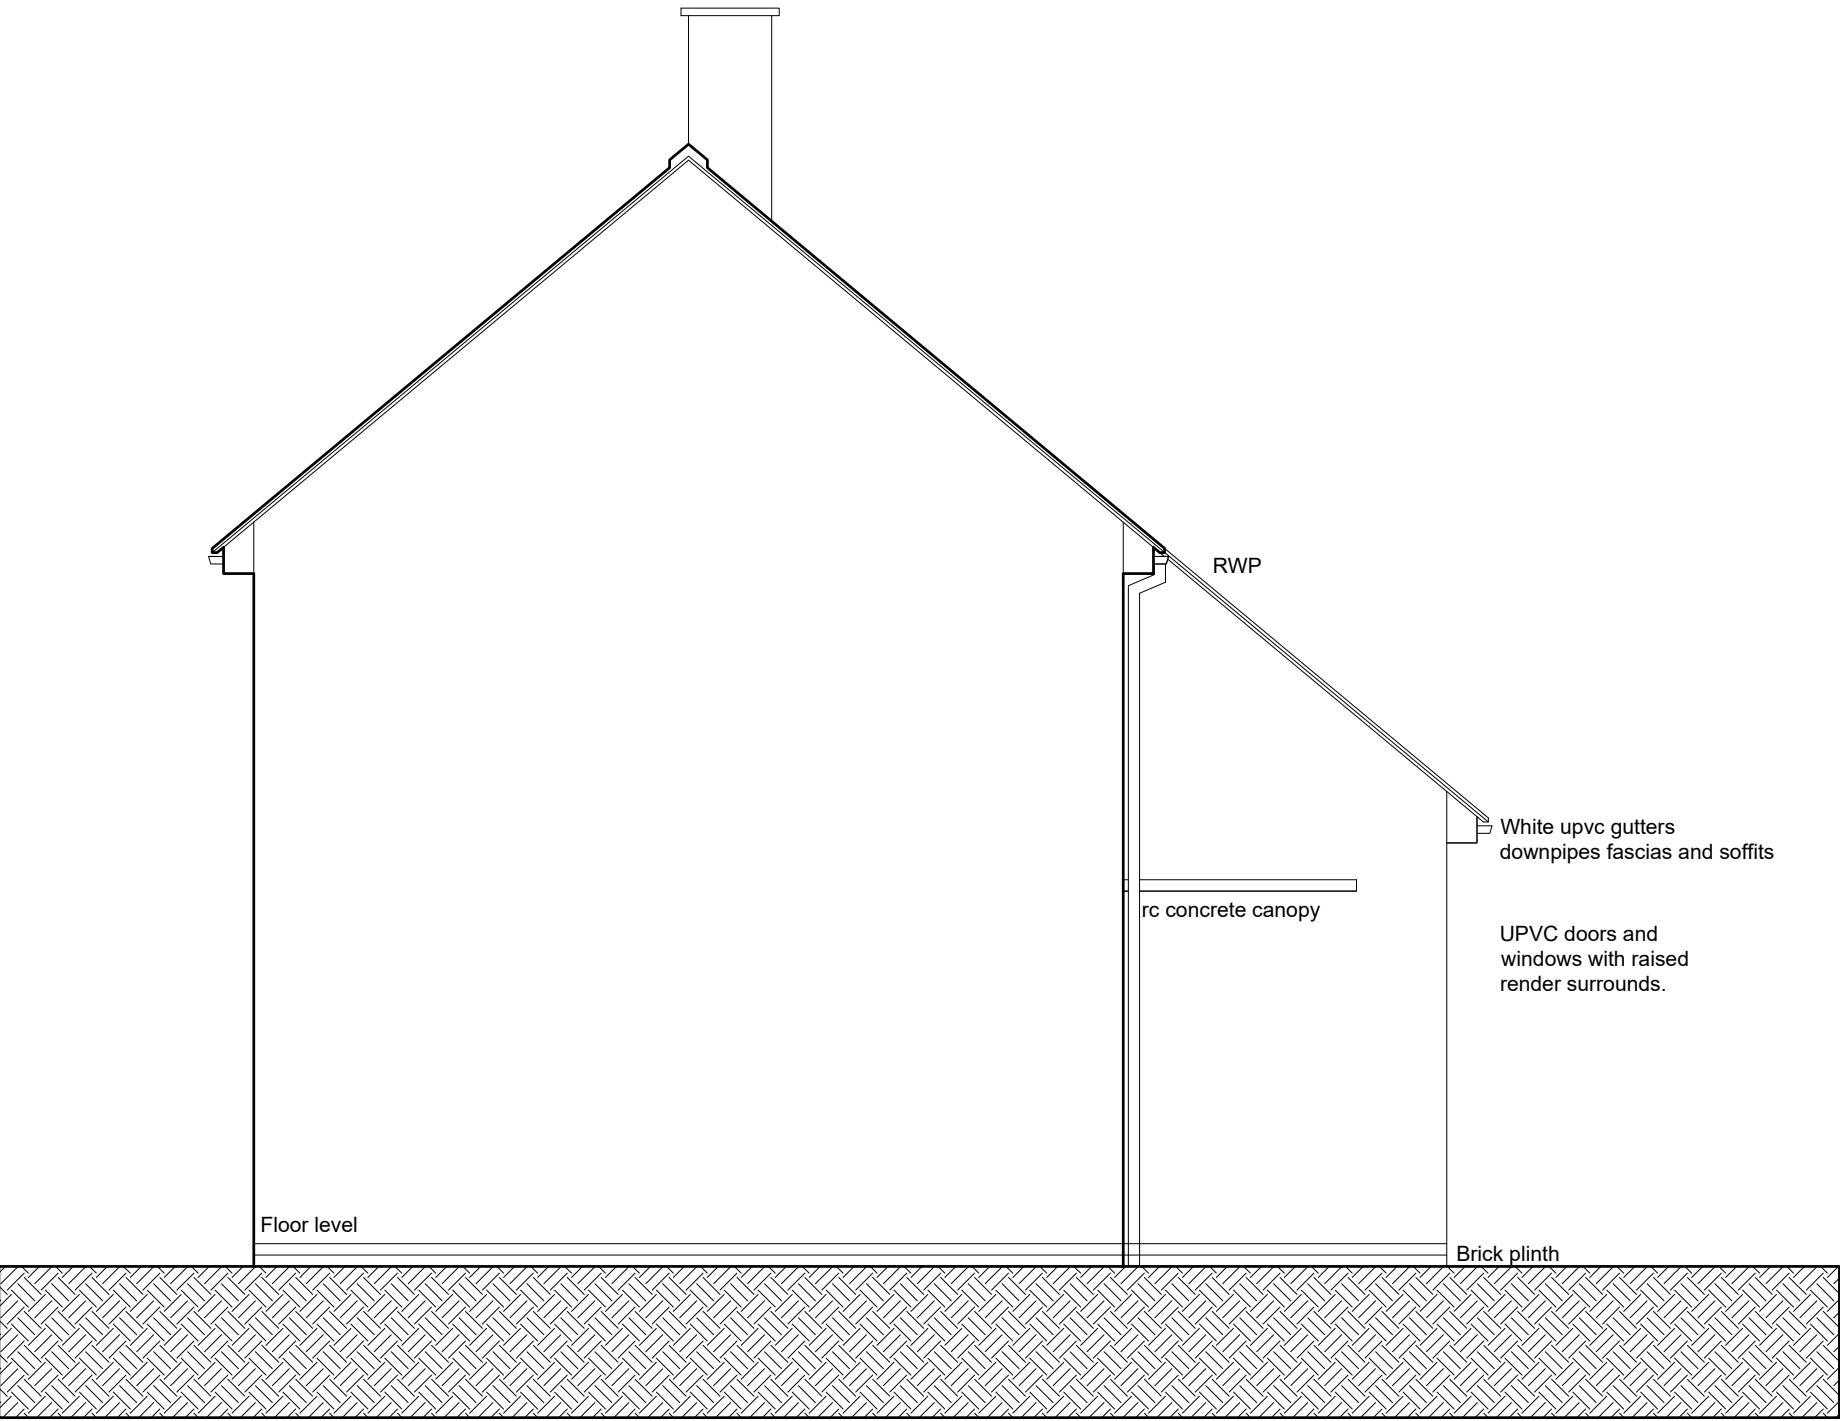 RWP
White upvc gutters
downpipes fascias and soffits
rc concrete canopy
UPVC doors and
windows with raised
render surrounds.
Floor level
Brick plinth